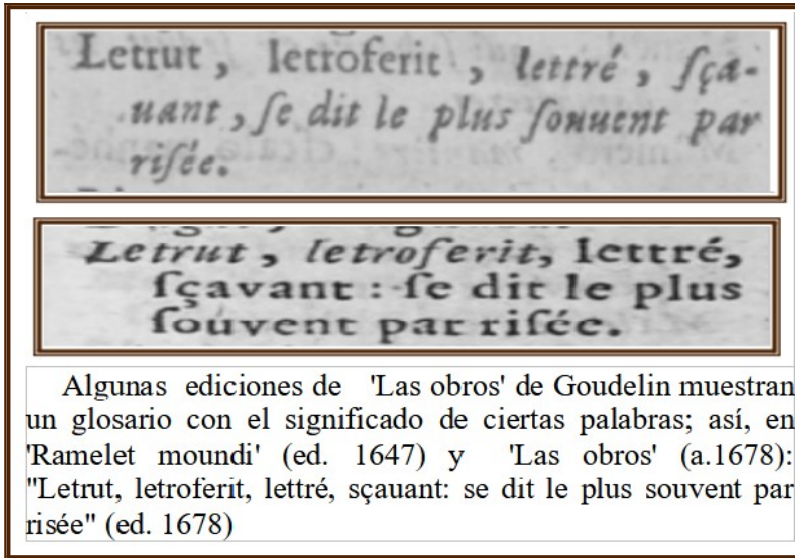 Letrut, letroferit, lettré, ſça-
uant, ſe dit le plus ſouuent par
riſée.
Letrut, letroferit, lettré,
ſçavant : ſe dit le plus
ſouvent par riſée.
Algunas ediciones de 'Las obros' de Goudelin muestran
un glosario con el significado de ciertas palabras; así, en
'Ramelet moundi' (ed. 1647) y 'Las obros' (a.1678):
"Letrut, letroferit, lettré, sçauant: se dit le plus souvent par
risée" (ed. 1678)